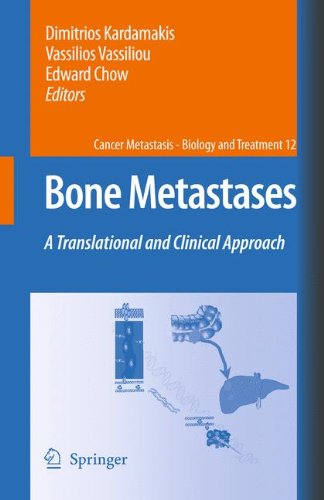 Dimitrios Kardamakis
Vassilios Vassiliou
Edward Chow
Editors
Cancer Metastasis - Biology and Treatment 12
Bone Metastases
A Translational and Clinical Approach
Springer